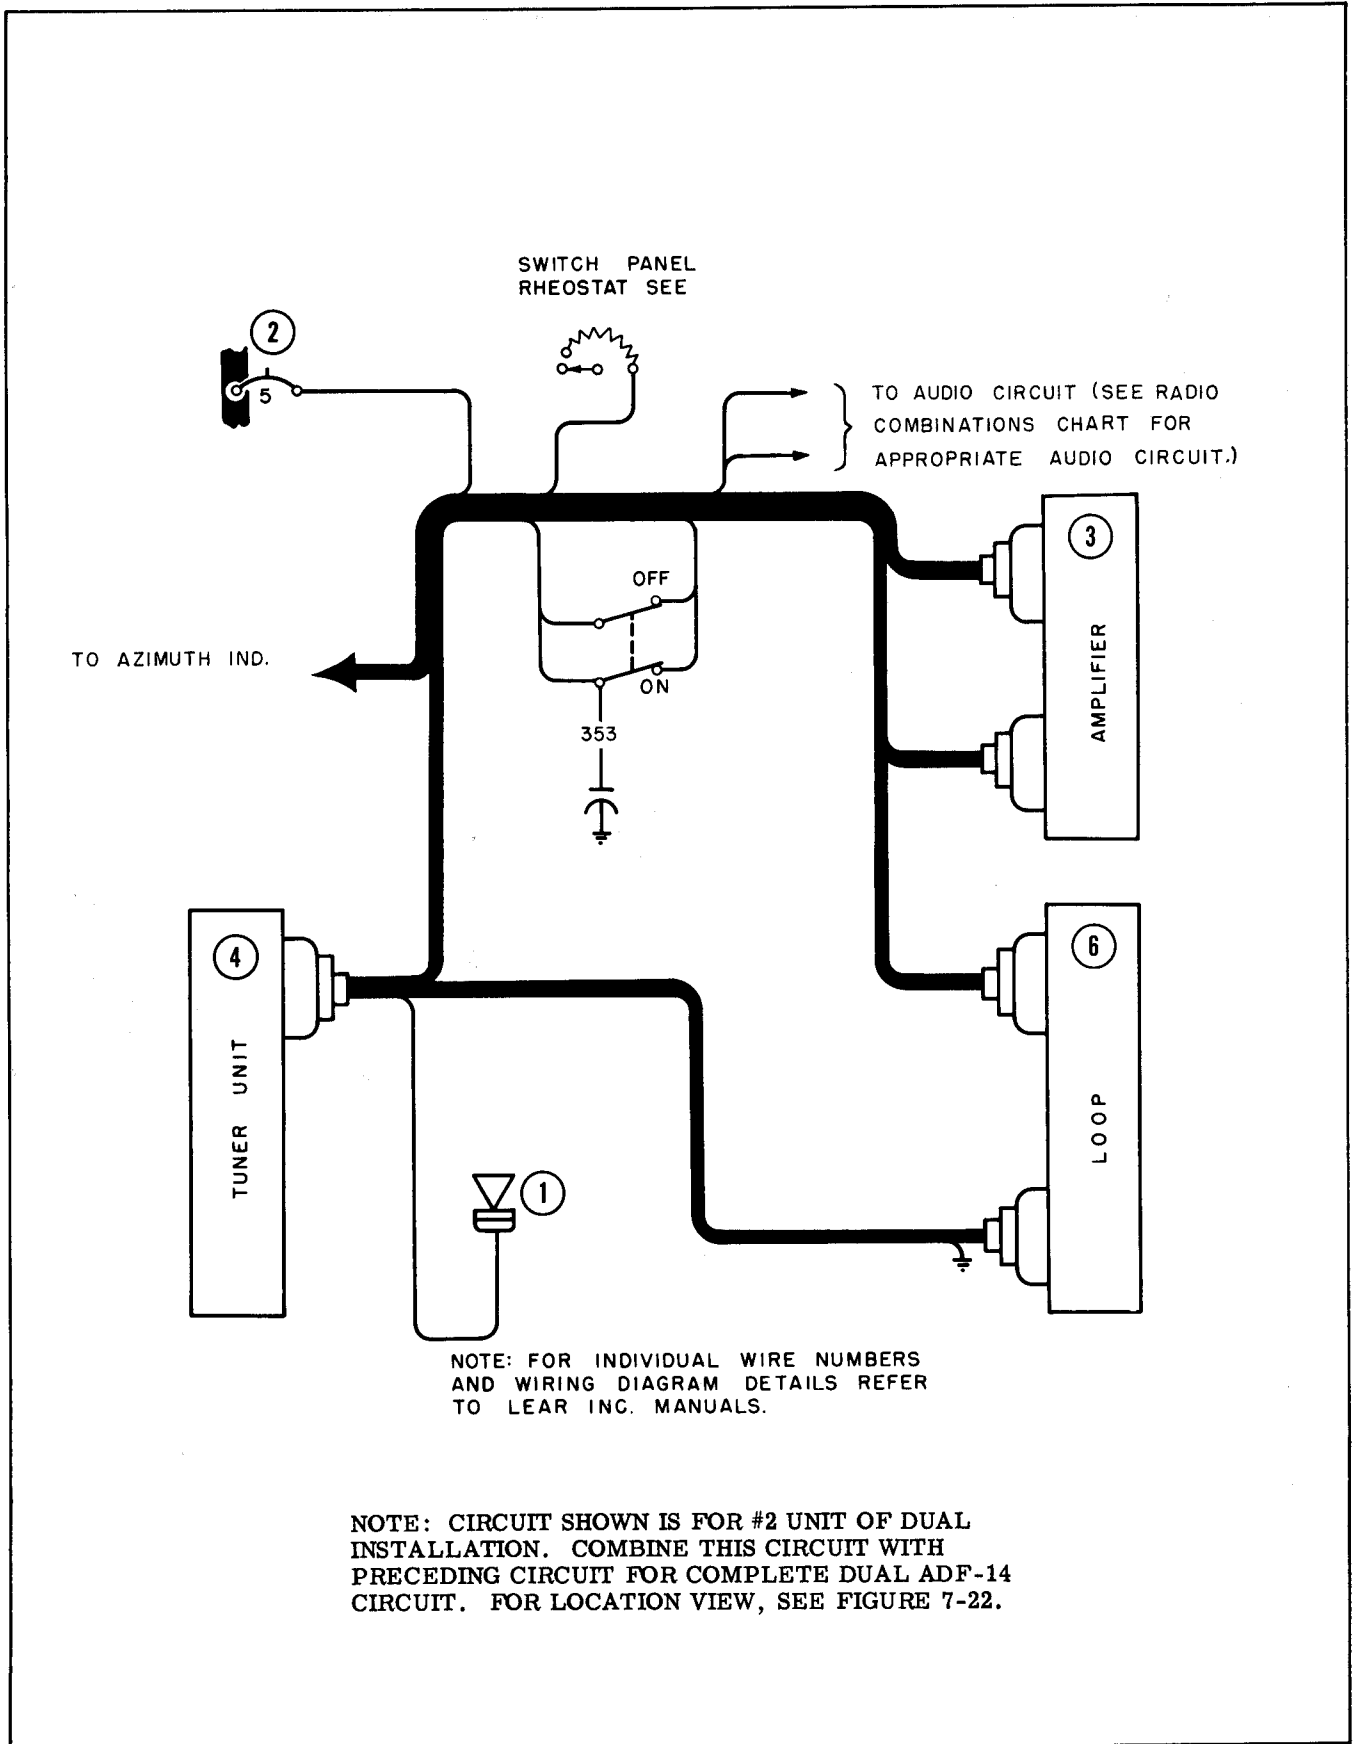 SWITCH PANEL
RHEOSTAT SEE
2
5
TO AUDIO CIRCUIT (SEE RADIO
COMBINATIONS CHART FOR
APPROPRIATE AUDIO CIRCUIT.)
3
AMPLIFIER
OFF
ON
TO AZIMUTH IND.
353
4
TUNER UNIT
6
LOOP
1
NOTE: FOR INDIVIDUAL WIRE NUMBERS
AND WIRING DIAGRAM DETAILS REFER
TO LEAR INC. MANUALS.
NOTE: CIRCUIT SHOWN IS FOR #2 UNIT OF DUAL
INSTALLATION. COMBINE THIS CIRCUIT WITH
PRECEDING CIRCUIT FOR COMPLETE DUAL ADF-14
CIRCUIT. FOR LOCATION VIEW, SEE FIGURE 7-22.